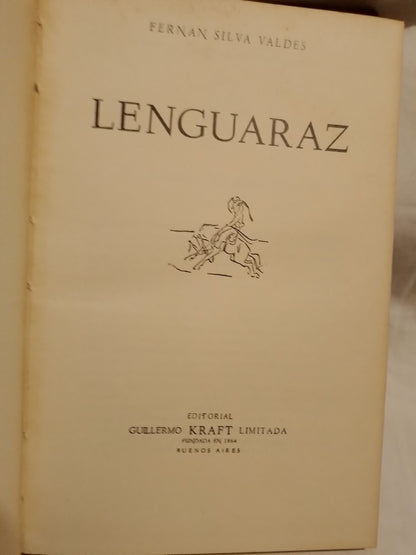 FERNAN SILVA VALDES
LENGUARAZ
EDITORIAL
GUILLERMO KRAFT LIMITADA
FUNDADA EN 1864
BUENOS AIRES